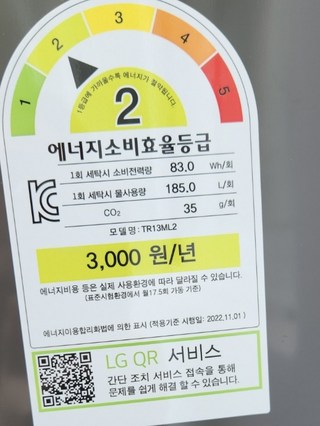 1 2 3 4 5
1등급에 가까울수록 에너지가 절약됩니다.
2
에너지소비효율등급
1회 세탁시 소비전력량 83.0 Wh/회
1회 세탁시 물사용량 185.0 L/회
CO2 35 g/회
모델명: TR13ML2
3,000 원/년
에너지비용 등은 실제 사용환경에 따라 달라질 수 있습니다.
(표준시험환경에서 월17.5회 가동 기준)
에너지이용합리화법에 의한 표시 (적용기준 시행일: 2022.11.01)
LG QR 서비스
간단 조치 서비스 접속을 통해
문제를 쉽게 해결 할 수 있습니다.